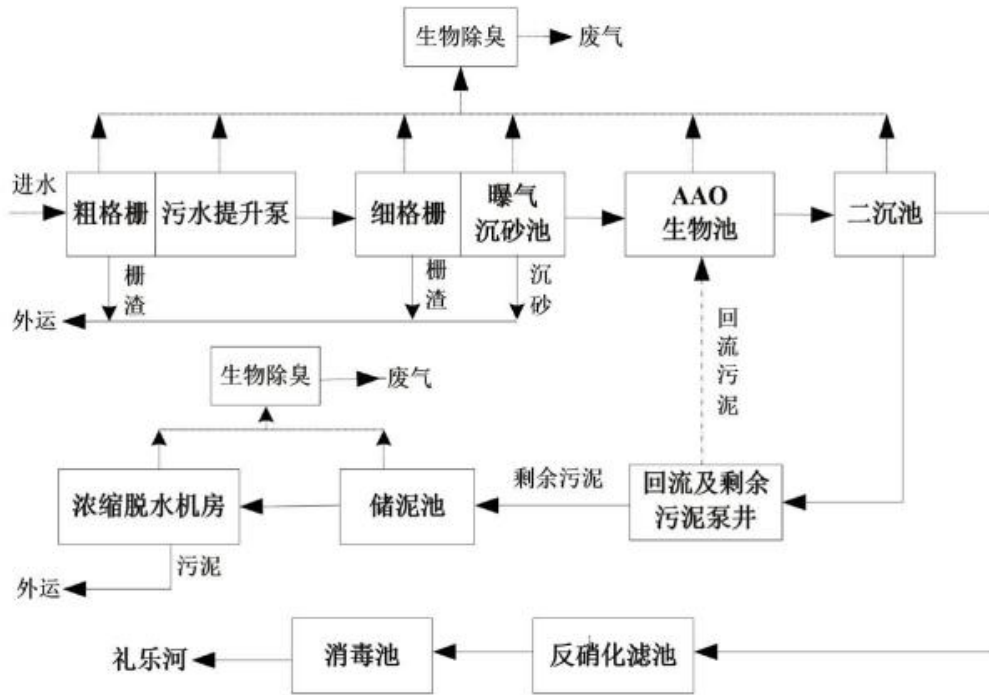 生物除臭
废气
进水
粗格栅
污水提升泵
细格栅
曝气
沉砂池
AAO
生物池
二沉池
栅渣
栅渣
沉砂
外运
回流污泥
生物除臭
废气
浓缩脱水机房
储泥池
剩余污泥
回流及剩余
污泥泵井
污泥
外运
礼乐河
消毒池
反硝化滤池